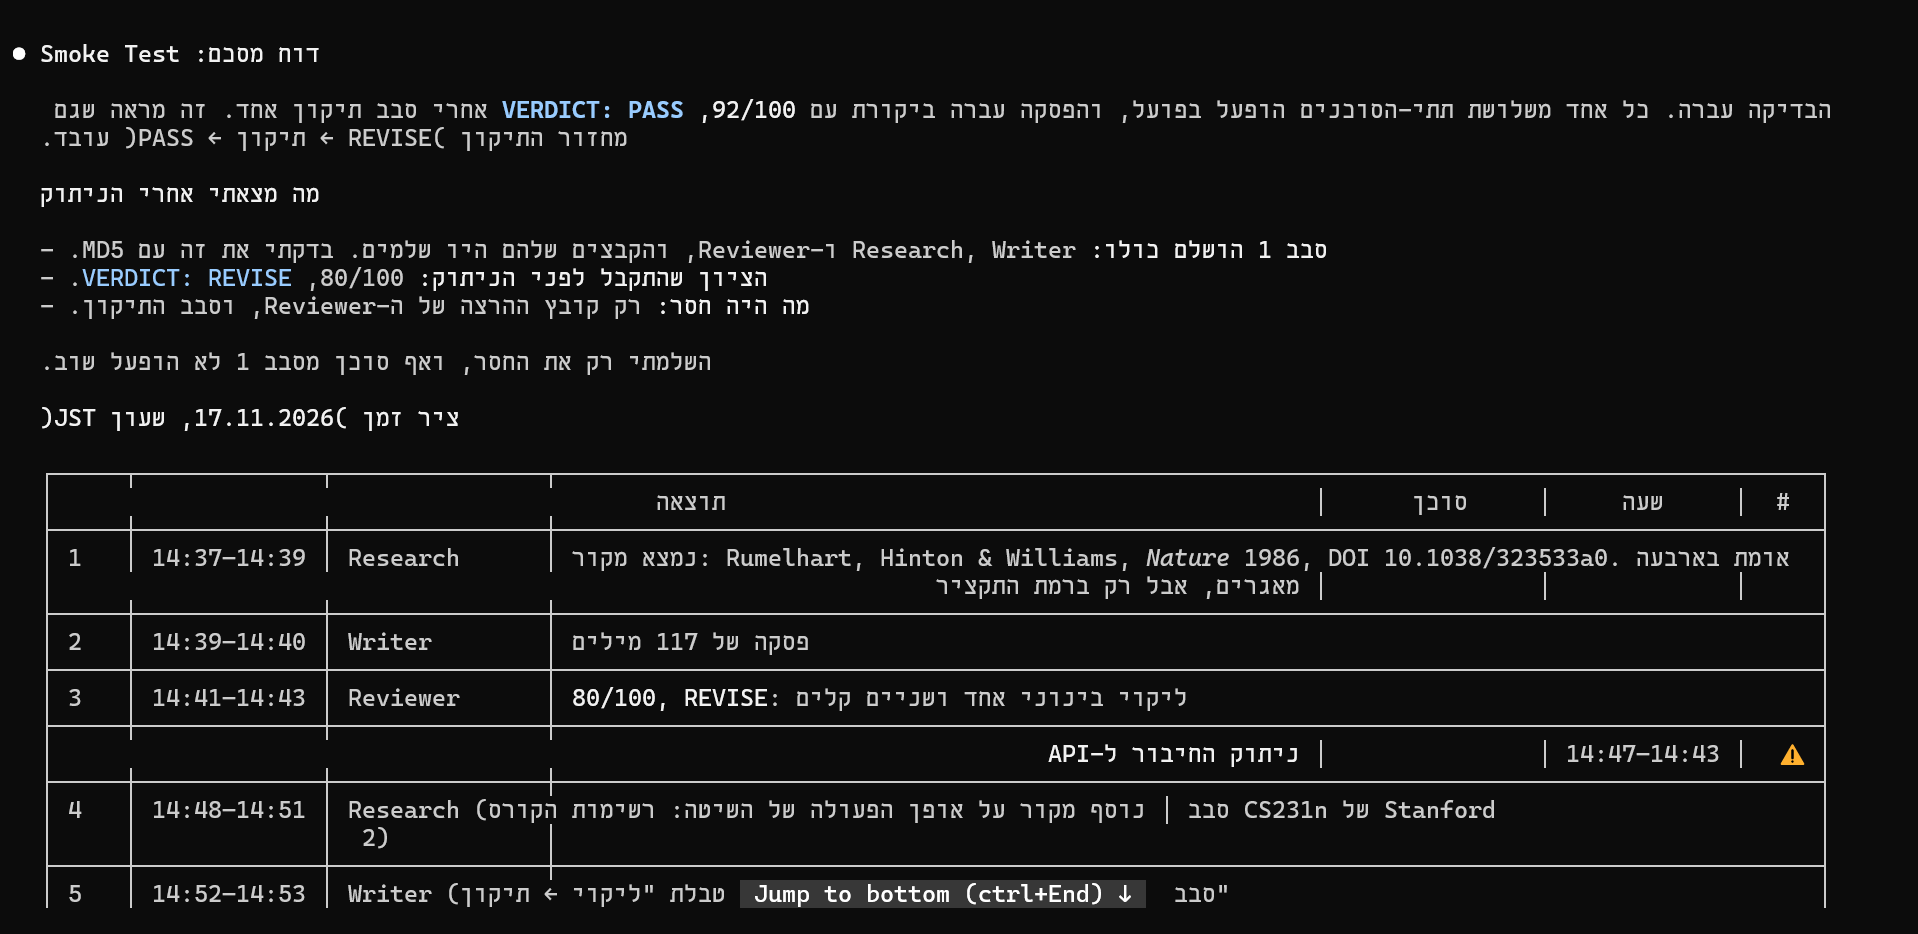 ● דוח מסכם: Smoke Test
הבדיקה עברה. כל אחד משלושת תתי-הסוכנים הופעל בפועל, והפסקה עברה ביקורת עם 92/100, VERDICT: PASS אחרי סבב תיקון אחד. זה מראה שגם
מחזור התיקון (REVISE ← תיקון ← PASS) עובד.
מה מצאתי אחרי הניתוק
- סבב 1 הושלם כולו: Research, Writer ו-Reviewer, והקבצים שלהם היו שלמים. בדקתי את זה עם MD5.
- הציון שהתקבל לפני הניתוק: 80/100, VERDICT: REVISE.
- מה היה חסר: רק קובץ ההרצה של ה-Reviewer, וסבב התיקון.
השלמתי רק את החסר, ואף סוכן מסבב 1 לא הופעל שוב.
ציר זמן (17.11.2026, שעון JST)
# │ שעה │ סוכן │ תוצאה
1 │ 14:37–14:39 │ Research │ נמצא מקור: Rumelhart, Hinton & Williams, Nature 1986, DOI 10.1038/323533a0. אומת בארבעה
מאגרים, אבל רק ברמת התקציר
2 │ 14:39–14:40 │ Writer │ פסקה של 117 מילים
3 │ 14:41–14:43 │ Reviewer │ 80/100, REVISE: ליקוי בינוני אחד ושניים קלים
⚠ │ 14:43–14:47 │ │ ניתוק החיבור ל-API
4 │ 14:48–14:51 │ Research (סבב │ נוסף מקור על אופן הפעולה של השיטה: רשימות הקורס CS231n של Stanford
2)
5 │ 14:52–14:53 │ Writer (סבב טבלת "ליקוי ← תיקון"
Jump to bottom (ctrl+End) ↓